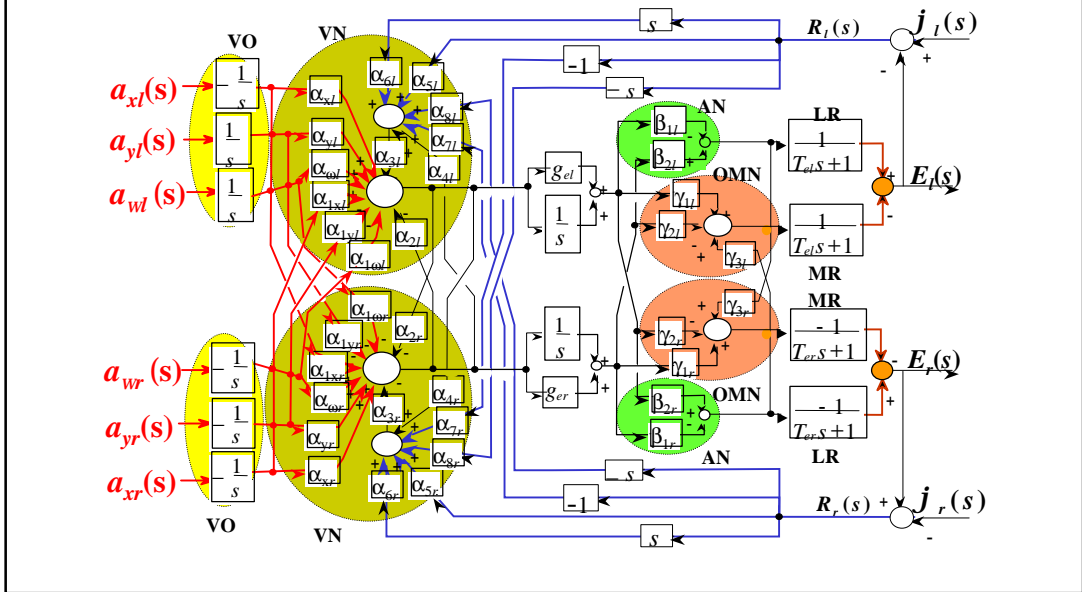 s
R_l(s) j_l(s)
VO VN
-1 - +
a_xl(s) - 1/s α_6l α_5l - s
α_xl + + α_8l AN
β_1l - LR
a_yl(s) 1/s α_yl α_7l 1/(T_el s+1)
α_3l β_2l +
α_ωl + α_4l g_el OMN
a_wl(s) 1/s α_1xl - + γ_1l + E_l(s)
α_1yl - α_2l 1/s + γ_2l - 1/(T_el s+1) -
α_1ωl - + γ_3l
MR
α_1ωr γ_3r MR
α_1yr α_2r 1/s + γ_2r - - 1/(T_er s+1)
a_wr(s) - 1/s α_1xr - + γ_1r + - E_r(s)
α_ωr + α_4r g_er OMN
α_3r β_2r + +
a_yr(s) - 1/s α_yr + α_7r - - 1/(T_er s+1)
β_1r
α_8r AN LR
a_xr(s) - 1/s α_xr + + α_5r - s
α_6r
-1 R_r(s) + j_r(s)
VO VN -
s